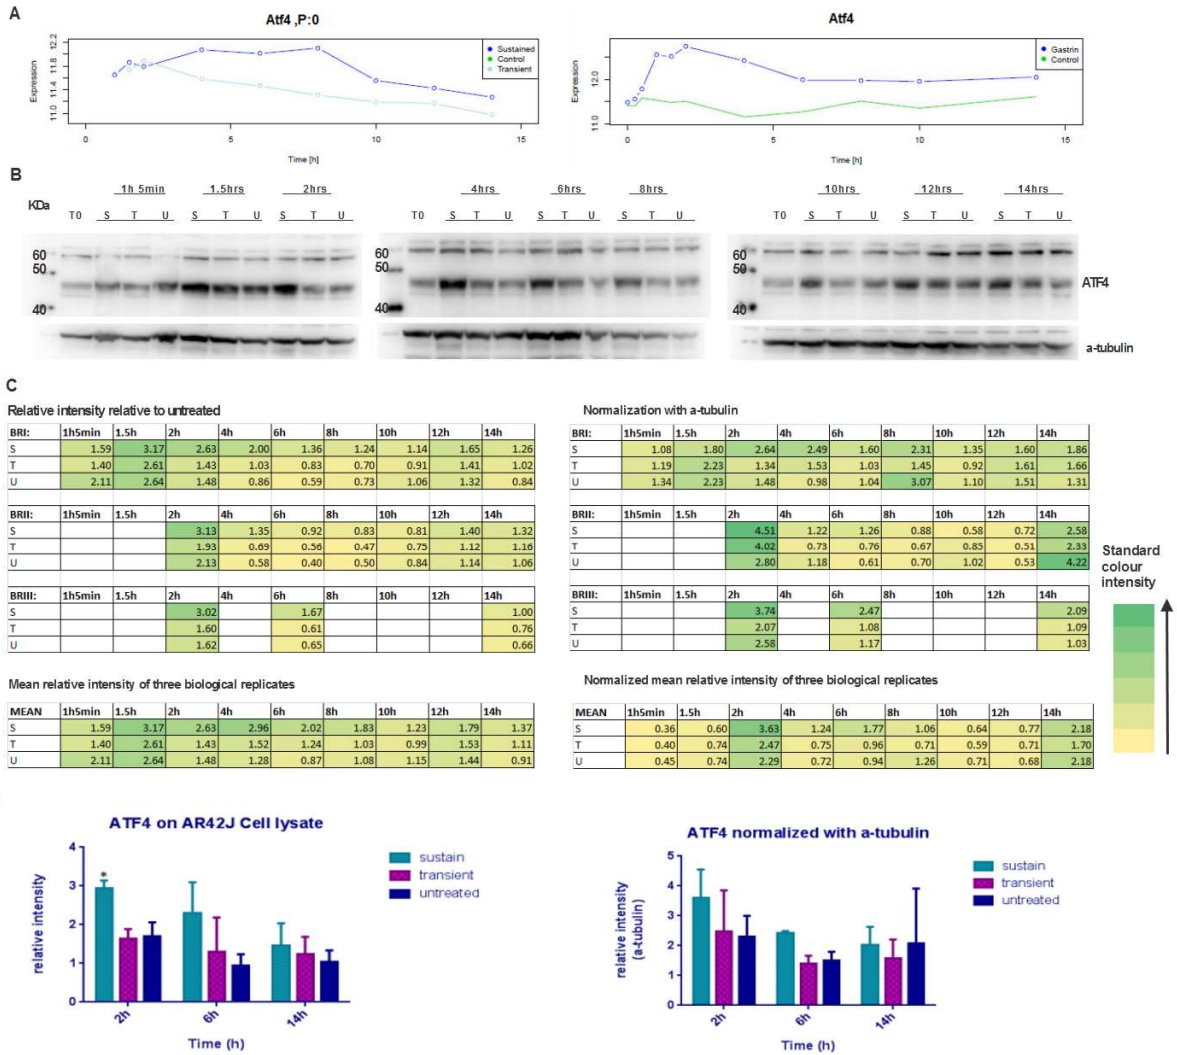 A
Atf4 ,P:0
Expression
12.2
11.8
11.4
11.0
Sustained
Control
Transient
0 5 10 15
Time [h]
Atf4
Expression
12.0
11.0
Gastrin
Control
0 5 10 15
Time [h]
B
1h 5min 1.5hrs 2hrs
4hrs 6hrs 8hrs
10hrs 12hrs 14hrs
KDa
T0 S T U S T U S T U
T0 S T U S T U S T U
T0 S T U S T U S T U
60
50
40
60
50
40
60
50
40
ATF4
a-tubulin
C
Relative intensity relative to untreated
BRI: 1h5min 1.5h 2h 4h 6h 8h 10h 12h 14h
S 1.59 3.17 2.63 2.00 1.36 1.24 1.14 1.65 1.26
T 1.40 2.61 1.43 1.03 0.83 0.70 0.91 1.41 1.02
U 2.11 2.64 1.48 0.86 0.59 0.73 1.06 1.32 0.84
BRII: 1h5min 1.5h 2h 4h 6h 8h 10h 12h 14h
S 3.13 1.35 0.92 0.83 0.81 1.40 1.32
T 1.93 0.69 0.56 0.47 0.75 1.12 1.16
U 2.13 0.58 0.40 0.50 0.84 1.14 1.06
BRIII: 1h5min 1.5h 2h 4h 6h 8h 10h 12h 14h
S 3.02 1.67 1.00
T 1.60 0.61 0.76
U 1.62 0.65 0.66
Mean relative intensity of three biological replicates
MEAN 1h5min 1.5h 2h 4h 6h 8h 10h 12h 14h
S 1.59 3.17 2.63 2.96 2.02 1.83 1.23 1.79 1.37
T 1.40 2.61 1.43 1.52 1.24 1.03 0.99 1.53 1.11
U 2.11 2.64 1.48 1.28 0.87 1.08 1.15 1.44 0.91
Normalization with a-tubulin
BRI: 1h5min 1.5h 2h 4h 6h 8h 10h 12h 14h
S 1.08 1.80 2.64 2.49 1.60 2.31 1.35 1.60 1.86
T 1.19 2.23 1.34 1.53 1.03 1.45 0.92 1.61 1.66
U 1.34 2.23 1.48 0.98 1.04 3.07 1.10 1.51 1.31
BRII: 1h5min 1.5h 2h 4h 6h 8h 10h 12h 14h
S 4.51 1.22 1.26 0.88 0.58 0.72 2.58
T 4.02 0.73 0.76 0.67 0.85 0.51 2.33
U 2.80 1.18 0.61 0.70 1.02 0.53 4.22
BRIII: 1h5min 1.5h 2h 4h 6h 8h 10h 12h 14h
S 3.74 2.47 2.09
T 2.07 1.08 1.09
U 2.58 1.17 1.03
Normalized mean relative intensity of three biological replicates
MEAN 1h5min 1.5h 2h 4h 6h 8h 10h 12h 14h
S 0.36 0.60 3.63 1.24 1.77 1.06 0.64 0.77 2.18
T 0.40 0.74 2.47 0.75 0.96 0.71 0.59 0.71 1.70
U 0.45 0.74 2.29 0.72 0.94 1.26 0.71 0.68 2.18
Standard
colour
intensity
ATF4 on AR42J Cell lysate
relative intensity
4
3
2
1
0
*
2h 6h 14h
Time (h)
sustain
transient
untreated
ATF4 normalized with a-tubulin
relative intensity
(a-tubulin)
5
4
3
2
1
0
2h 6h 14h
Time (h)
sustain
transient
untreated